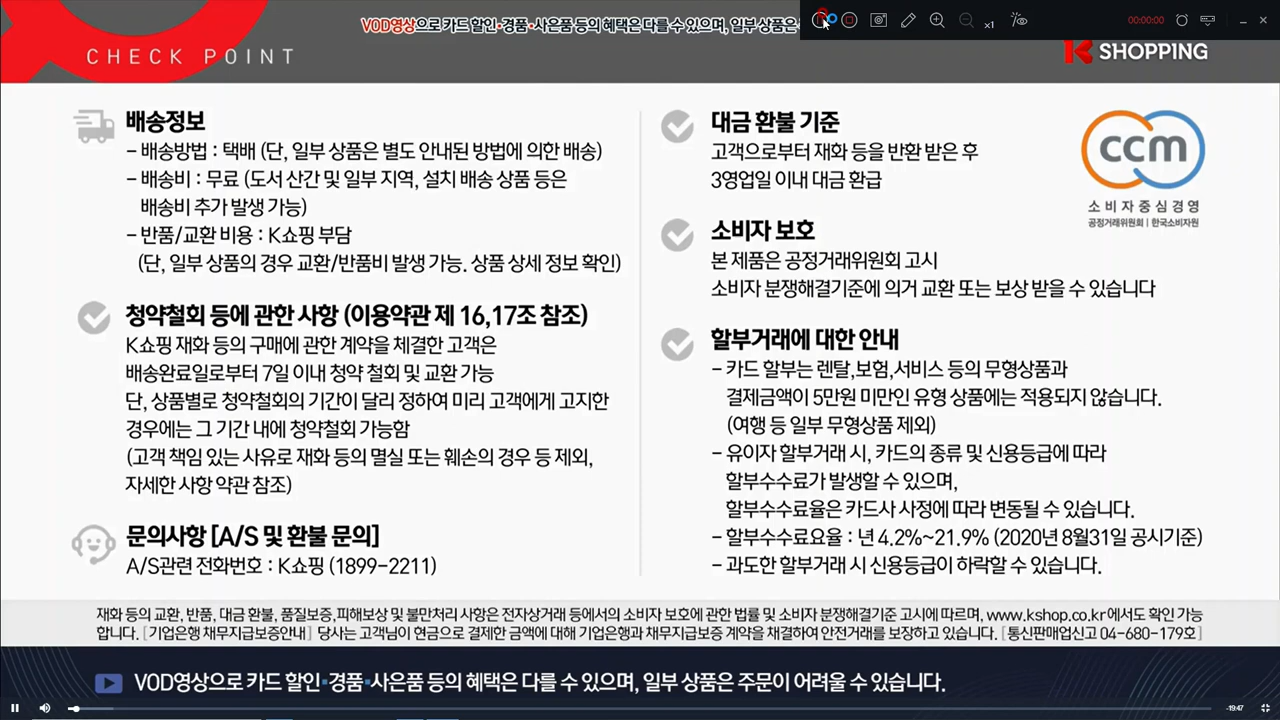 VOD영상으로 카드 할인·경품·사은품 등의 혜택은 다를 수 있으며, 일부 상품은
x1
00:00:00
CHECK POINT
K SHOPPING
배송정보
- 배송방법 : 택배 (단, 일부 상품은 별도 안내된 방법에 의한 배송)
- 배송비 : 무료 (도서 산간 및 일부 지역, 설치 배송 상품 등은
배송비 추가 발생 가능)
- 반품/교환 비용 : K쇼핑 부담
(단, 일부 상품의 경우 교환/반품비 발생 가능. 상품 상세 정보 확인)
청약철회 등에 관한 사항 (이용약관 제 16,17조 참조)
K쇼핑 재화 등의 구매에 관한 계약을 체결한 고객은
배송완료일로부터 7일 이내 청약 철회 및 교환 가능
단, 상품별로 청약철회의 기간이 달리 정하여 미리 고객에게 고지한
경우에는 그 기간 내에 청약철회 가능함
(고객 책임 있는 사유로 재화 등의 멸실 또는 훼손의 경우 등 제외,
자세한 사항 약관 참조)
문의사항 [A/S 및 환불 문의]
A/S관련 전화번호 : K쇼핑 (1899-2211)
대금 환불 기준
고객으로부터 재화 등을 반환 받은 후
3영업일 이내 대금 환급
소비자 보호
본 제품은 공정거래위원회 고시
소비자 분쟁해결기준에 의거 교환 또는 보상 받을 수 있습니다
할부거래에 대한 안내
- 카드 할부는 렌탈,보험,서비스 등의 무형상품과
결제금액이 5만원 미만인 유형 상품에는 적용되지 않습니다.
(여행 등 일부 무형상품 제외)
- 유이자 할부거래 시, 카드의 종류 및 신용등급에 따라
할부수수료가 발생할 수 있으며,
할부수수료율은 카드사 사정에 따라 변동될 수 있습니다.
- 할부수수료요율 : 년 4.2%~21.9% (2020년 8월31일 공시기준)
- 과도한 할부거래 시 신용등급이 하락할 수 있습니다.
ccm
소비자중심경영
공정거래위원회 | 한국소비자원
재화 등의 교환, 반품, 대금 환불, 품질보증,피해보상 및 불만처리 사항은 전자상거래 등에서의 소비자 보호에 관한 법률 및 소비자 분쟁해결기준 고시에 따르며, www.kshop.co.kr에서도 확인 가능
합니다. [기업은행 채무지급보증안내] 당사는 고객님이 현금으로 결제한 금액에 대해 기업은행과 채무지급보증 계약을 체결하여 안전거래를 보장하고 있습니다. [통신판매업신고 04-680-179호]
VOD영상으로 카드 할인·경품·사은품 등의 혜택은 다를 수 있으며, 일부 상품은 주문이 어려울 수 있습니다.
-19:47